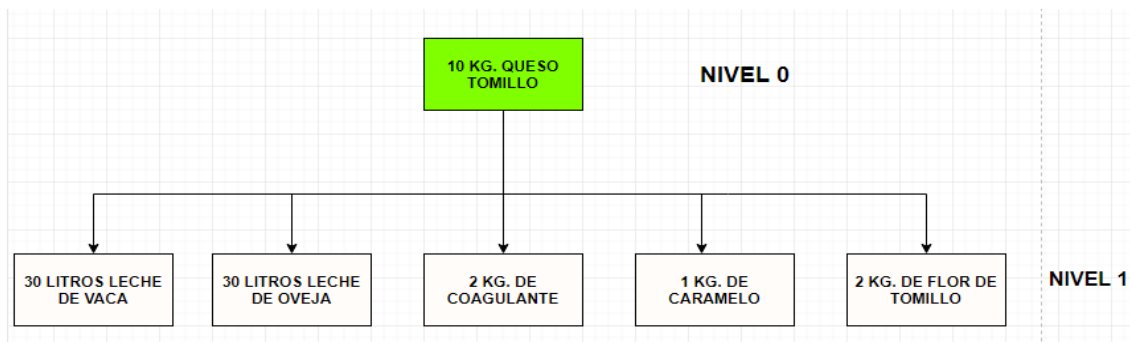 10 KG. QUESO
TOMILLO
NIVEL 0
30 LITROS LECHE
DE VACA
30 LITROS LECHE
DE OVEJA
2 KG. DE
COAGULANTE
1 KG. DE
CARAMELO
2 KG. DE FLOR DE
TOMILLO
NIVEL 1